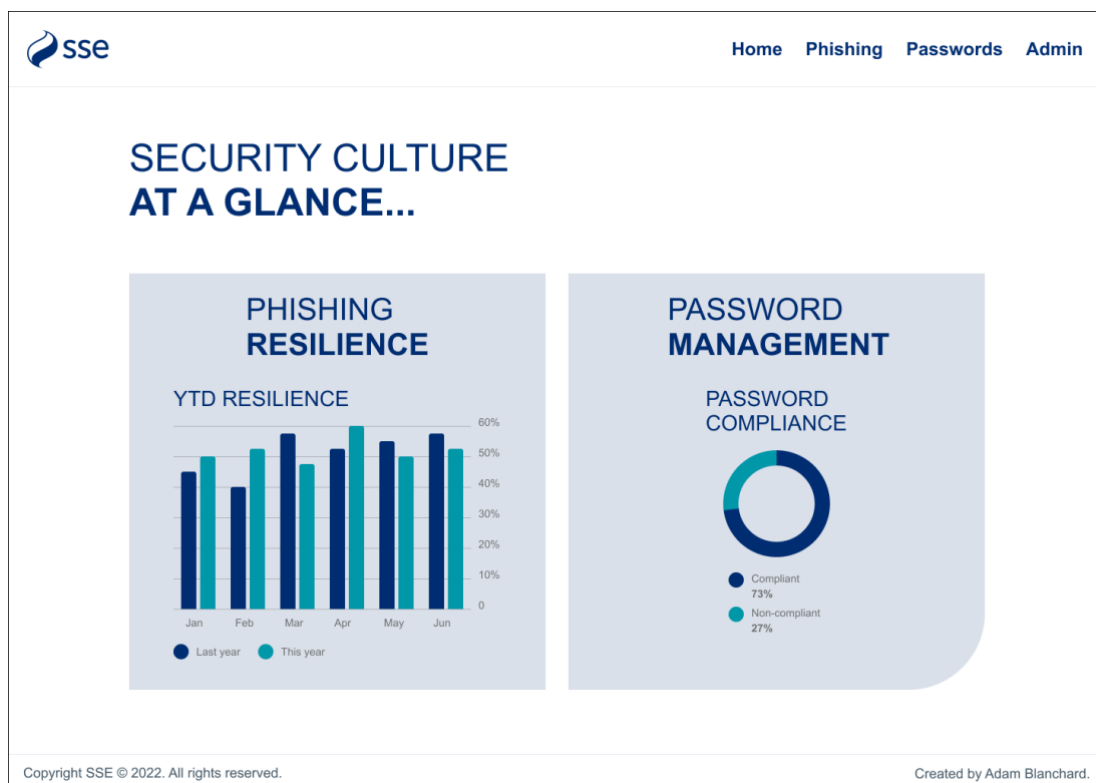 sse
Home Phishing Passwords Admin
SECURITY CULTURE
AT A GLANCE...
PHISHING
RESILIENCE
YTD RESILIENCE
60%
50%
40%
30%
20%
10%
0
Jan Feb Mar Apr May Jun
Last year This year
PASSWORD
MANAGEMENT
PASSWORD
COMPLIANCE
Compliant
73%
Non-compliant
27%
Copyright SSE © 2022. All rights reserved.
Created by Adam Blanchard.